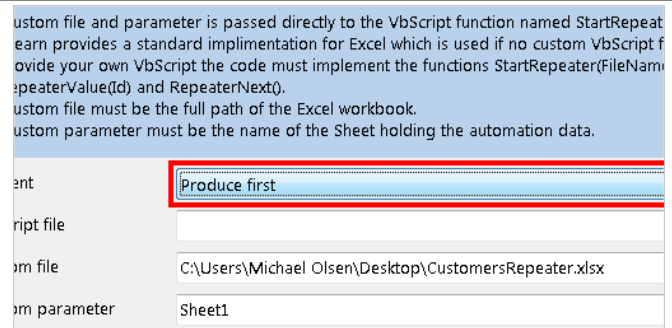 ustom file and parameter is passed directly to the VbScript function named StartRepeat
earn provides a standard implimentation for Excel which is used if no custom VbScript f
ovide your own VbScript the code must implement the functions StartRepeater(FileNam
epeaterValue(Id) and RepeaterNext().
ustom file must be the full path of the Excel workbook.
ustom parameter must be the name of the Sheet holding the automation data.
ent Produce first
ript file
om file C:\Users\Michael Olsen\Desktop\CustomersRepeater.xlsx
om parameter Sheet1